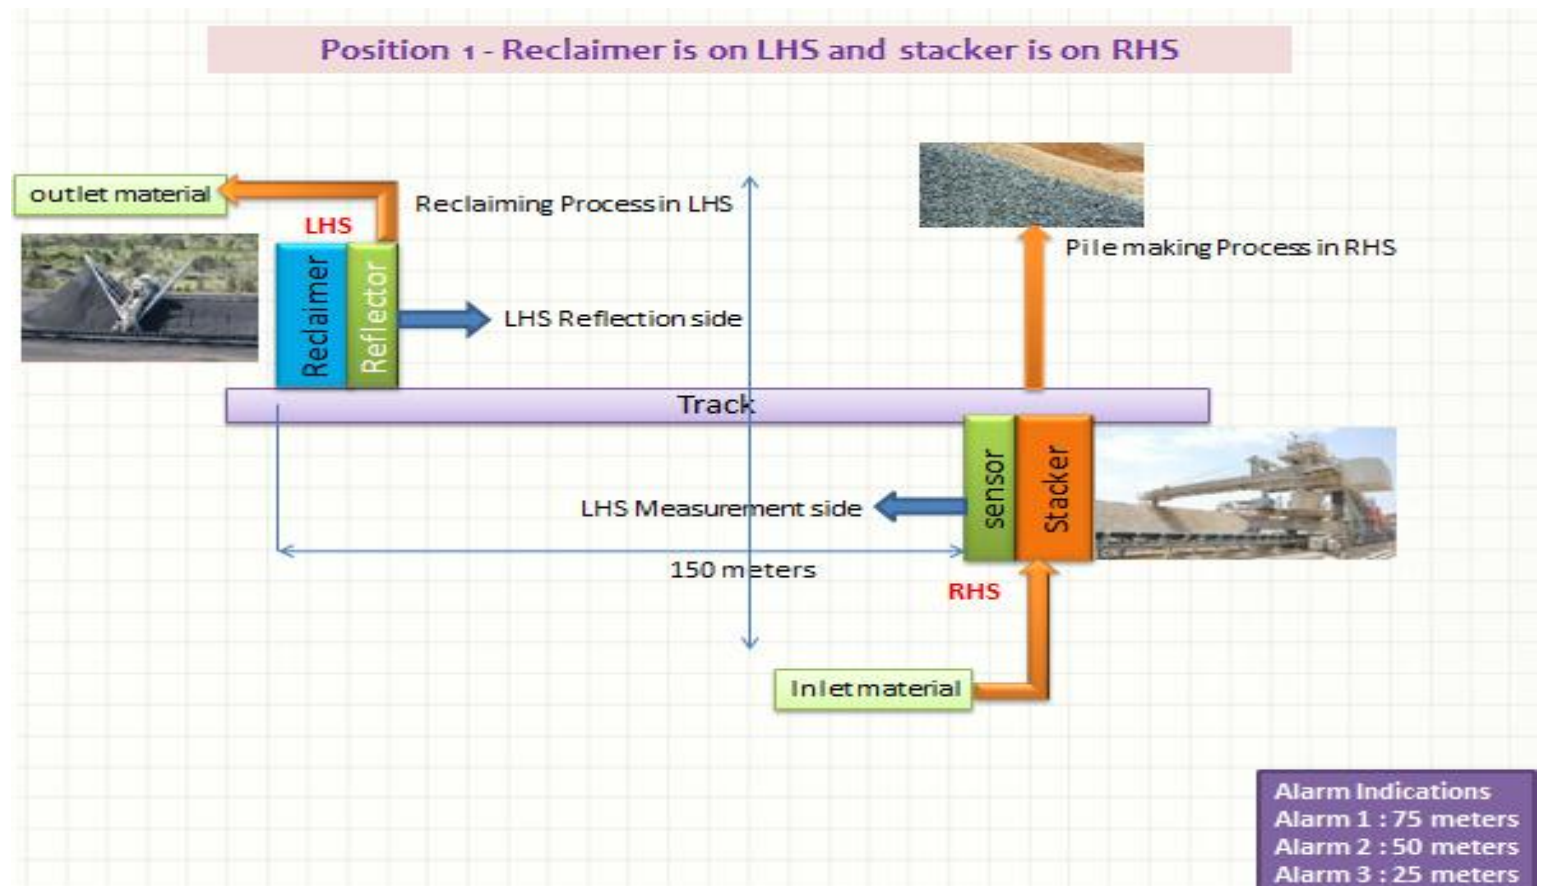 Position 1 - Reclaimer is on LHS and stacker is on RHS
outlet material
Reclaiming Process in LHS
LHS
Pile making Process in RHS
Reclaimer
Reflector
LHS Reflection side
Track
LHS Measurement side
sensor
Stacker
150 meters
RHS
Inlet material
Alarm Indications
Alarm 1 : 75 meters
Alarm 2 : 50 meters
Alarm 3 : 25 meters